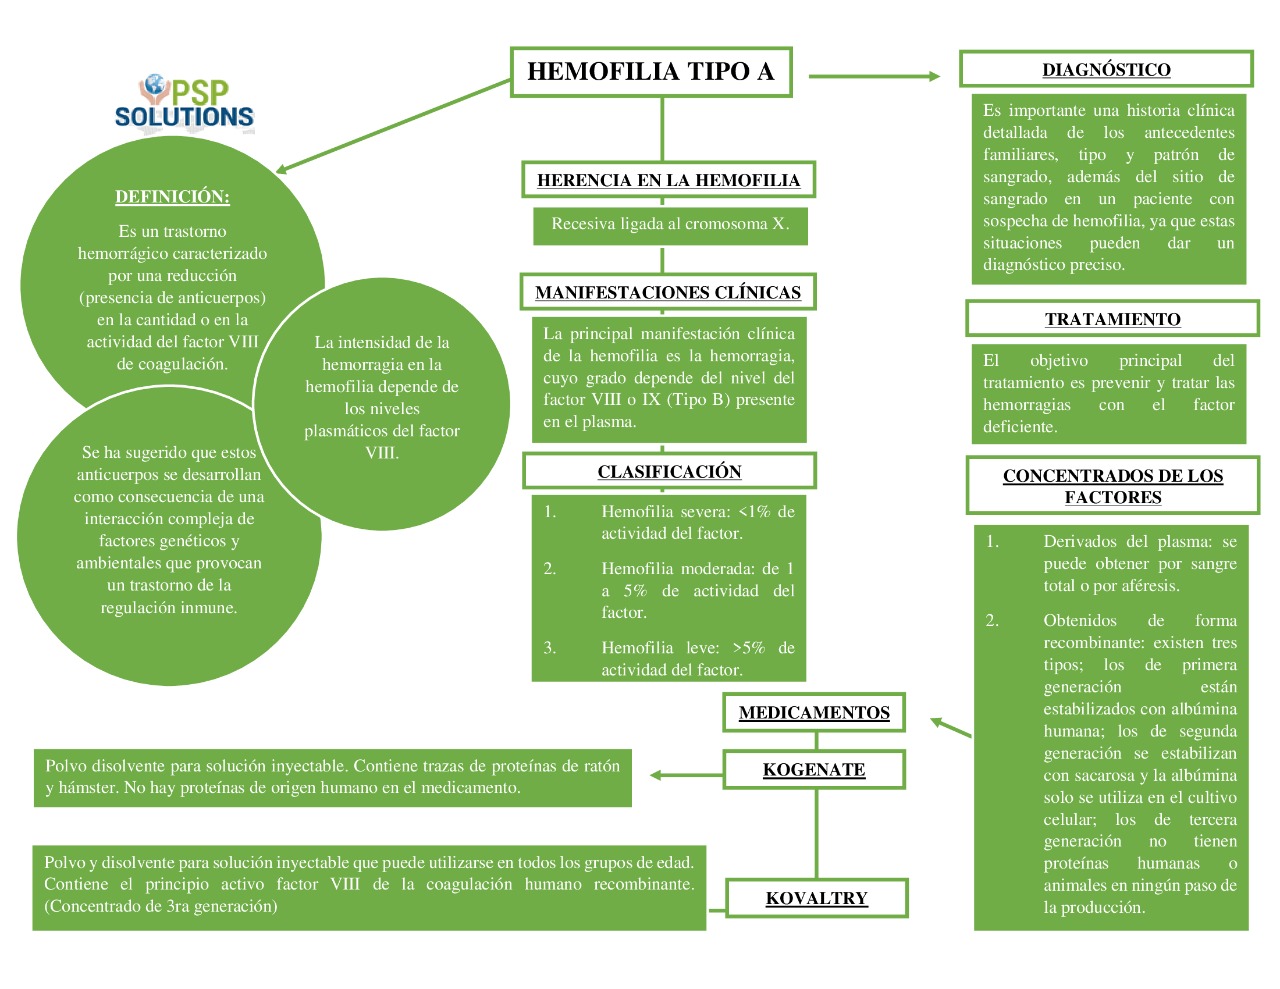 HEMOFILIA TIPO A
PSP
SOLUTIONS
DEFINICIÓN:
Es un trastorno
hemorrágico caracterizado
por una reducción
(presencia de anticuerpos)
en la cantidad o en la
actividad del factor VIII
de coagulación.
La intensidad de la
hemorragia en la
hemofilia depende de
los niveles
plasmáticos del factor
VIII.
Se ha sugerido que estos
anticuerpos se desarrollan
como consecuencia de una
interacción compleja de
factores genéticos y
ambientales que provocan
un trastorno de la
regulación inmune.
HERENCIA EN LA HEMOFILIA
Recesiva ligada al cromosoma X.
MANIFESTACIONES CLÍNICAS
La principal manifestación clínica
de la hemofilia es la hemorragia,
cuyo grado depende del nivel del
factor VIII o IX (Tipo B) presente
en el plasma.
CLASIFICACIÓN
1. Hemofilia severa: <1% de
actividad del factor.
2. Hemofilia moderada: de 1
a 5% de actividad del
factor.
3. Hemofilia leve: >5% de
actividad del factor.
DIAGNÓSTICO
Es importante una historia clínica
detallada de los antecedentes
familiares, tipo y patrón de
sangrado, además del sitio de
sangrado en un paciente con
sospecha de hemofilia, ya que estas
situaciones pueden dar un
diagnóstico preciso.
TRATAMIENTO
El objetivo principal del
tratamiento es prevenir y tratar las
hemorragias con el factor
deficiente.
CONCENTRADOS DE LOS
FACTORES
1. Derivados del plasma: se
puede obtener por sangre
total o por aféresis.
2. Obtenidos de forma
recombinante: existen tres
tipos; los de primera
generación están
estabilizados con albúmina
humana; los de segunda
generación se estabilizan
con sacarosa y la albúmina
solo se utiliza en el cultivo
celular; los de tercera
generación no tienen
proteínas humanas o
animales en ningún paso de
la producción.
MEDICAMENTOS
KOGENATE
Polvo disolvente para solución inyectable. Contiene trazas de proteínas de ratón
y hámster. No hay proteínas de origen humano en el medicamento.
KOVALTRY
Polvo y disolvente para solución inyectable que puede utilizarse en todos los grupos de edad.
Contiene el principio activo factor VIII de la coagulación humano recombinante.
(Concentrado de 3ra generación)